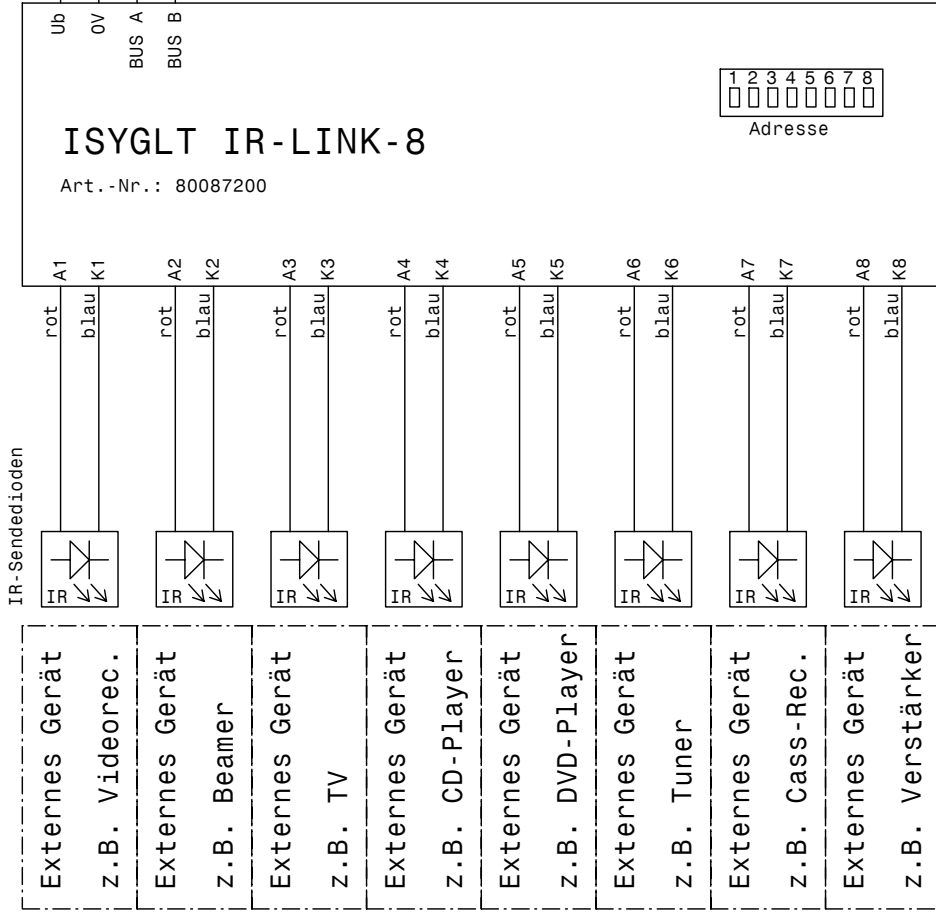 Ub
0V
BUS A
BUS B
1 2 3 4 5 6 7 8
Adresse
ISYGLT IR-LINK-8
Art.-Nr.: 80087200
A1
K1
A2
K2
A3
K3
A4
K4
A5
K5
A6
K6
A7
K7
A8
K8
rot
blau
rot
blau
rot
blau
rot
blau
rot
blau
rot
blau
rot
blau
rot
blau
IR-Sendedioden
IR
IR
IR
IR
IR
IR
IR
IR
Externes Gerät
z.B. Videorec.
Externes Gerät
z.B. Beamer
Externes Gerät
z.B. TV
Externes Gerät
z.B. CD-Player
Externes Gerät
z.B. DVD-Player
Externes Gerät
z.B. Tuner
Externes Gerät
z.B. Cass-Rec.
Externes Gerät
z.B. Verstärker